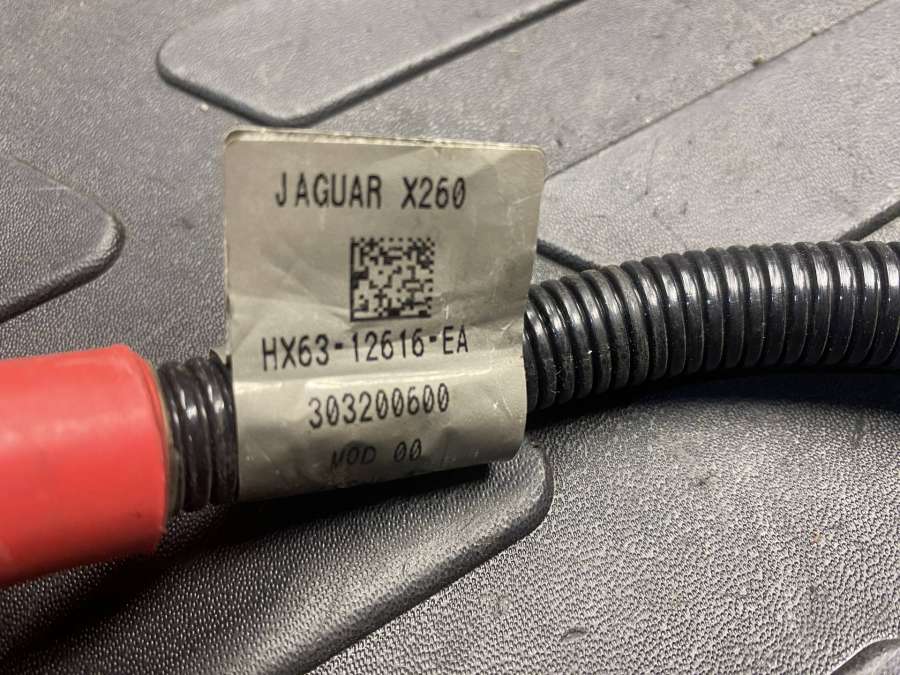 JAGUAR X260
HX63-12616-EA
303200600
MOD 00